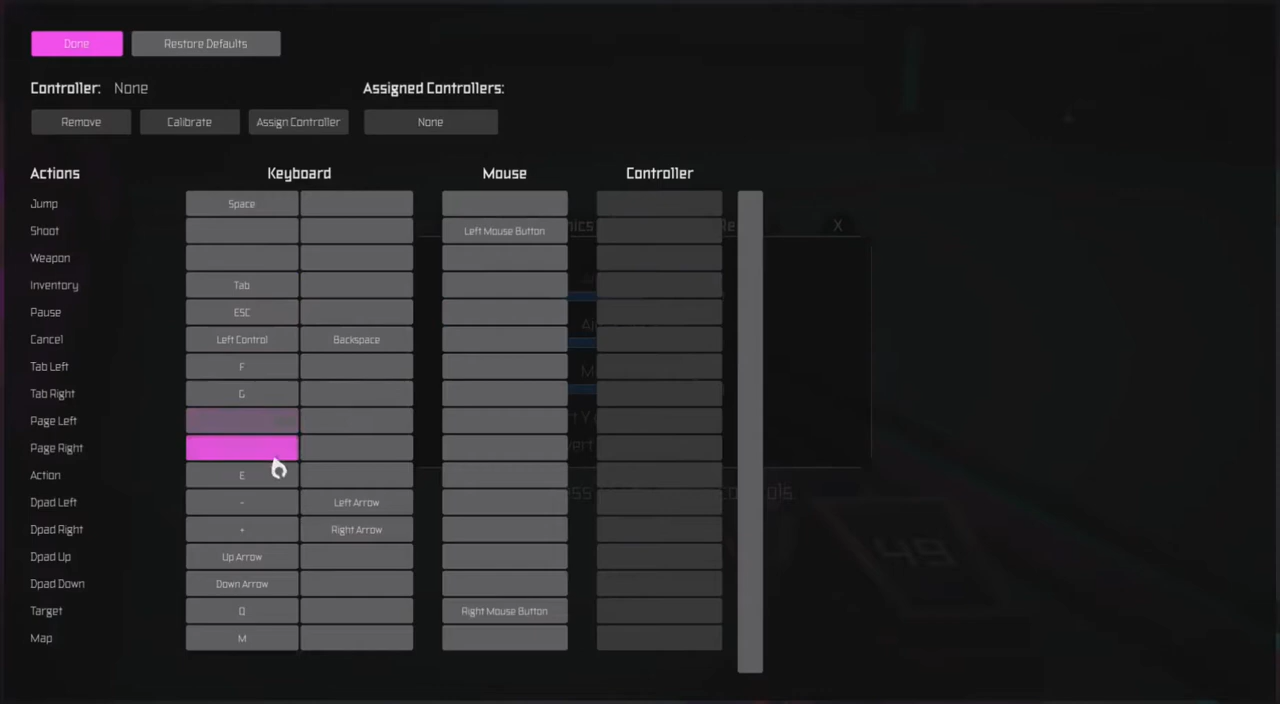 Done Restore Defaults
Controller: None Assigned Controllers:
Remove Calibrate Assign Controller None
Actions Keyboard Mouse Controller
Jump Space
Shoot Left Mouse Button
Weapon
Inventory Tab
Pause ESC
Cancel Left Control Backspace
Tab Left F
Tab Right G
Page Left
Page Right
Action E
Dpad Left - Left Arrow
Dpad Right + Right Arrow
Dpad Up Up Arrow
Dpad Down Down Arrow
Target Q Right Mouse Button
Map M
X
49